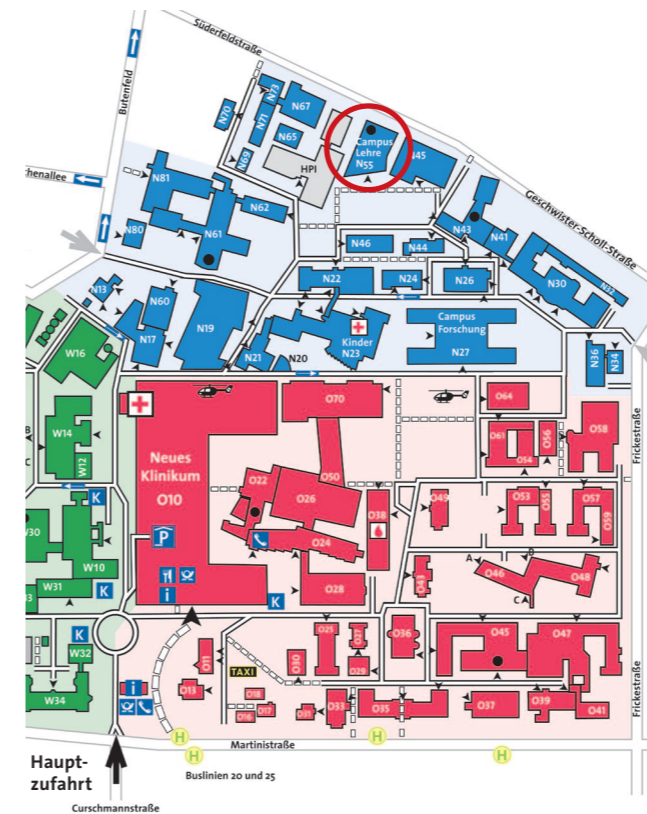 Süderfeldstraße
Butenfeld
chenallee
Geschwister-Scholl-Straße
N73
N67
N70
N71
N65
N69
HPI
Campus
Lehre
N55
N45
N81
N62
N80
N61
N43
N41
N46
N44
N30
N32
N22
N24
N26
N13
N60
N17
N19
N21
N20
Kinder
N23
Campus
Forschung
N27
N36
N34
W16
W14
W12
B
C
K
W30
W10
W31
K
33
K
W32
W34
Neues
Klinikum
O10
P
i
K
O70
O50
O22
O26
O24
O28
O38
O64
O61
O54
O56
O58
O49
O53
O55
O57
O59
O43
A
O46
D
C
O48
O36
O45
O47
O25
O27
O29
O30
O11
O13
TAXI
O18
O17
O16
O31
O33
O35
O37
O39
O41
i
Frickestraße
Frickestraße
Martinistraße
H
H
H
H
Buslinien 20 und 25
Haupt-
zufahrt
Curschmannstraße